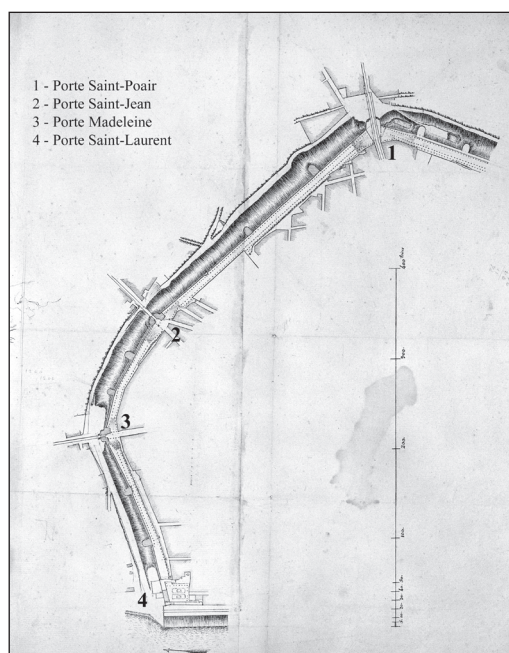 1 - Porte Saint-Poair
2 - Porte Saint-Jean
3 - Porte Madeleine
4 - Porte Saint-Laurent
1
2
3
4